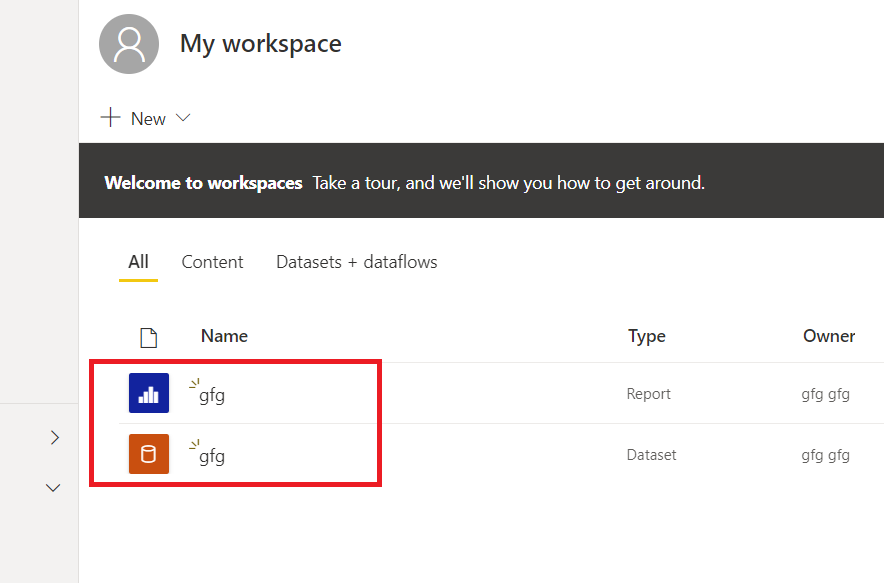 My workspace
New
Welcome to workspaces Take a tour, and we'll show you how to get around.
All Content Datasets + dataflows
Name Type Owner
gfg Report gfg gfg
gfg Dataset gfg gfg